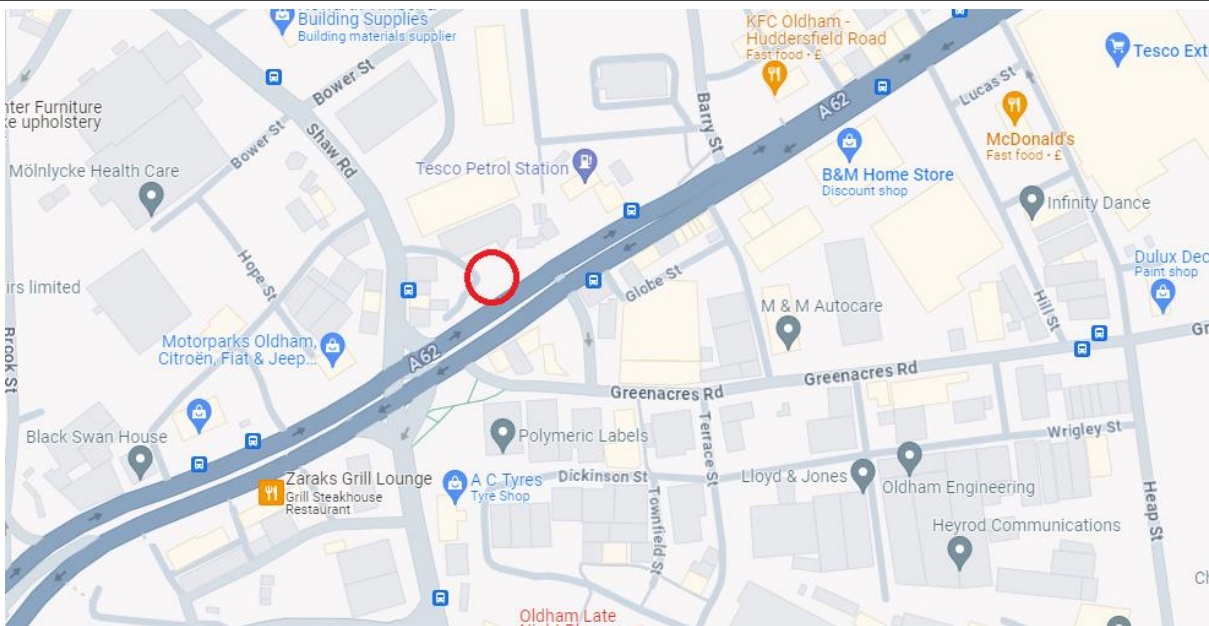 Building Supplies
Building materials supplier
KFC Oldham -
Huddersfield Road
Fast food · £
Tesco Ext
Bower St
A 62
Lucas St
Barry St
McDonald's
Fast food · £
nter Furniture
e upholstery
Shaw Rd
Bower St
Mölnlycke Health Care
Tesco Petrol Station
B&M Home Store
Discount shop
Infinity Dance
Hope St
Globe St
Dulux Dec
Paint shop
irs limited
M & M Autocare
Hill St
Brook St
Motorparks Oldham,
Citroën, Fiat & Jeep...
A 62
Gr
Greenacres Rd
Greenacres Rd
Terrace St
Black Swan House
Polymeric Labels
Wrigley St
Zaraks Grill Lounge
Grill Steakhouse
Restaurant
A C Tyres
Tyre Shop
Dickinson St
Lloyd & Jones
Oldham Engineering
Townfield St
Heap St
Heyrod Communications
Ch
Oldham Late